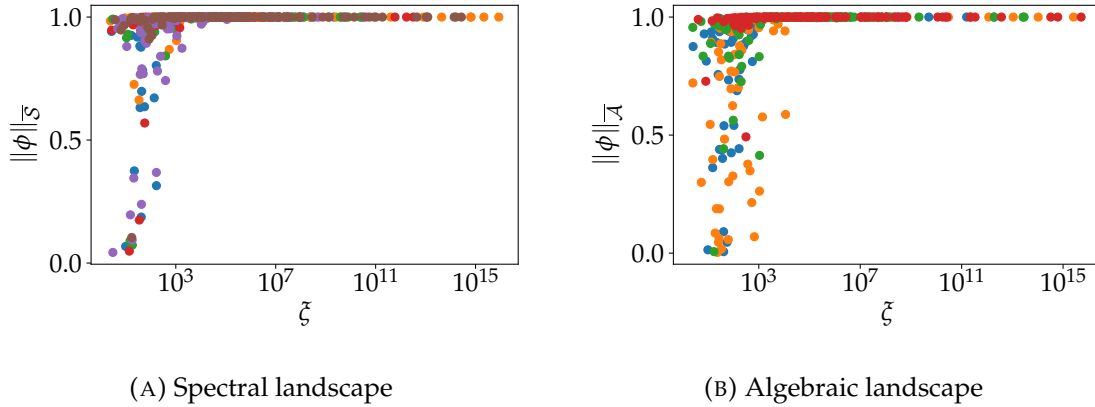 1.0
0.5
0.0
||ϕ||_S̅
10^3
10^7
10^11
10^15
ξ
(A) Spectral landscape
1.0
0.5
0.0
||ϕ||_A̅
10^3
10^7
10^11
10^15
ξ
(B) Algebraic landscape